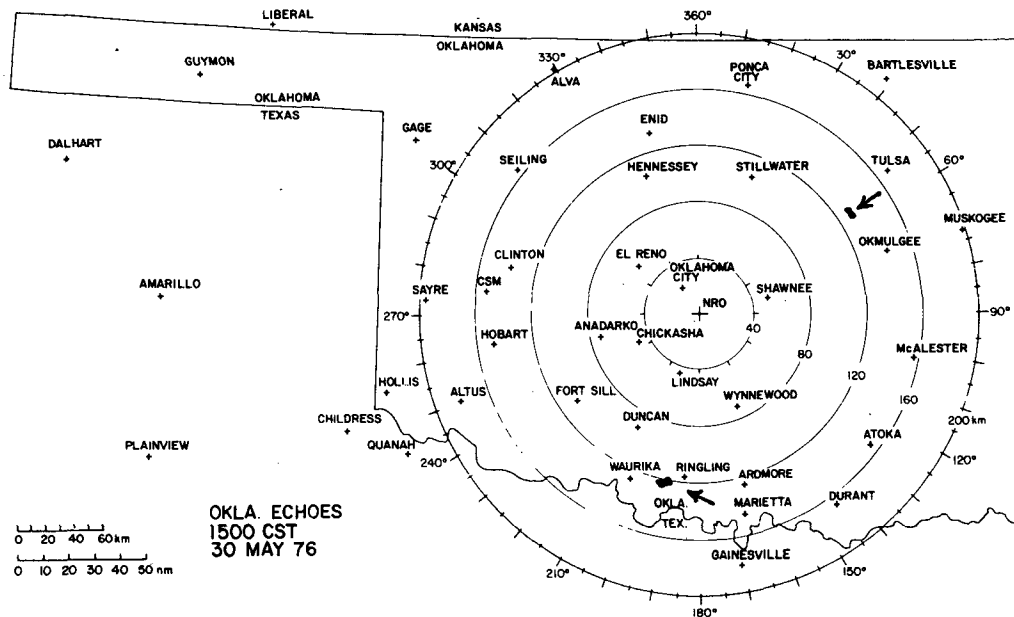 LIBERAL
KANSAS
OKLAHOMA
360°
GUYMON
330°
ALVA
PONCA
CITY
30°
BARTLESVILLE
OKLAHOMA
TEXAS
DALHART
GAGE
ENID
300°
SEILING
HENNESSEY
STILLWATER
TULSA
60°
MUSKOGEE
OKMULGEE
CLINTON
EL RENO
OKLAHOMA
CITY
AMARILLO
SAYRE
CSM
SHAWNEE
NRO
270°
90°
HOBART
ANADARKO
CHICKASHA
40
80
McALESTER
LINDSAY
120
HOLLIS
ALTUS
FORT SILL
WYNNEWOOD
160
200 km
CHILDRESS
DUNCAN
QUANAH
ATOKA
PLAINVIEW
240°
120°
WAURIKA
RINGLING
ARDMORE
OKLA.
MARIETTA
DURANT
TEX.
OKLA. ECHOES
1500 CST
30 MAY 76
0 20 40 60km
0 10 20 30 40 50 nm
GAINESVILLE
210°
150°
180°